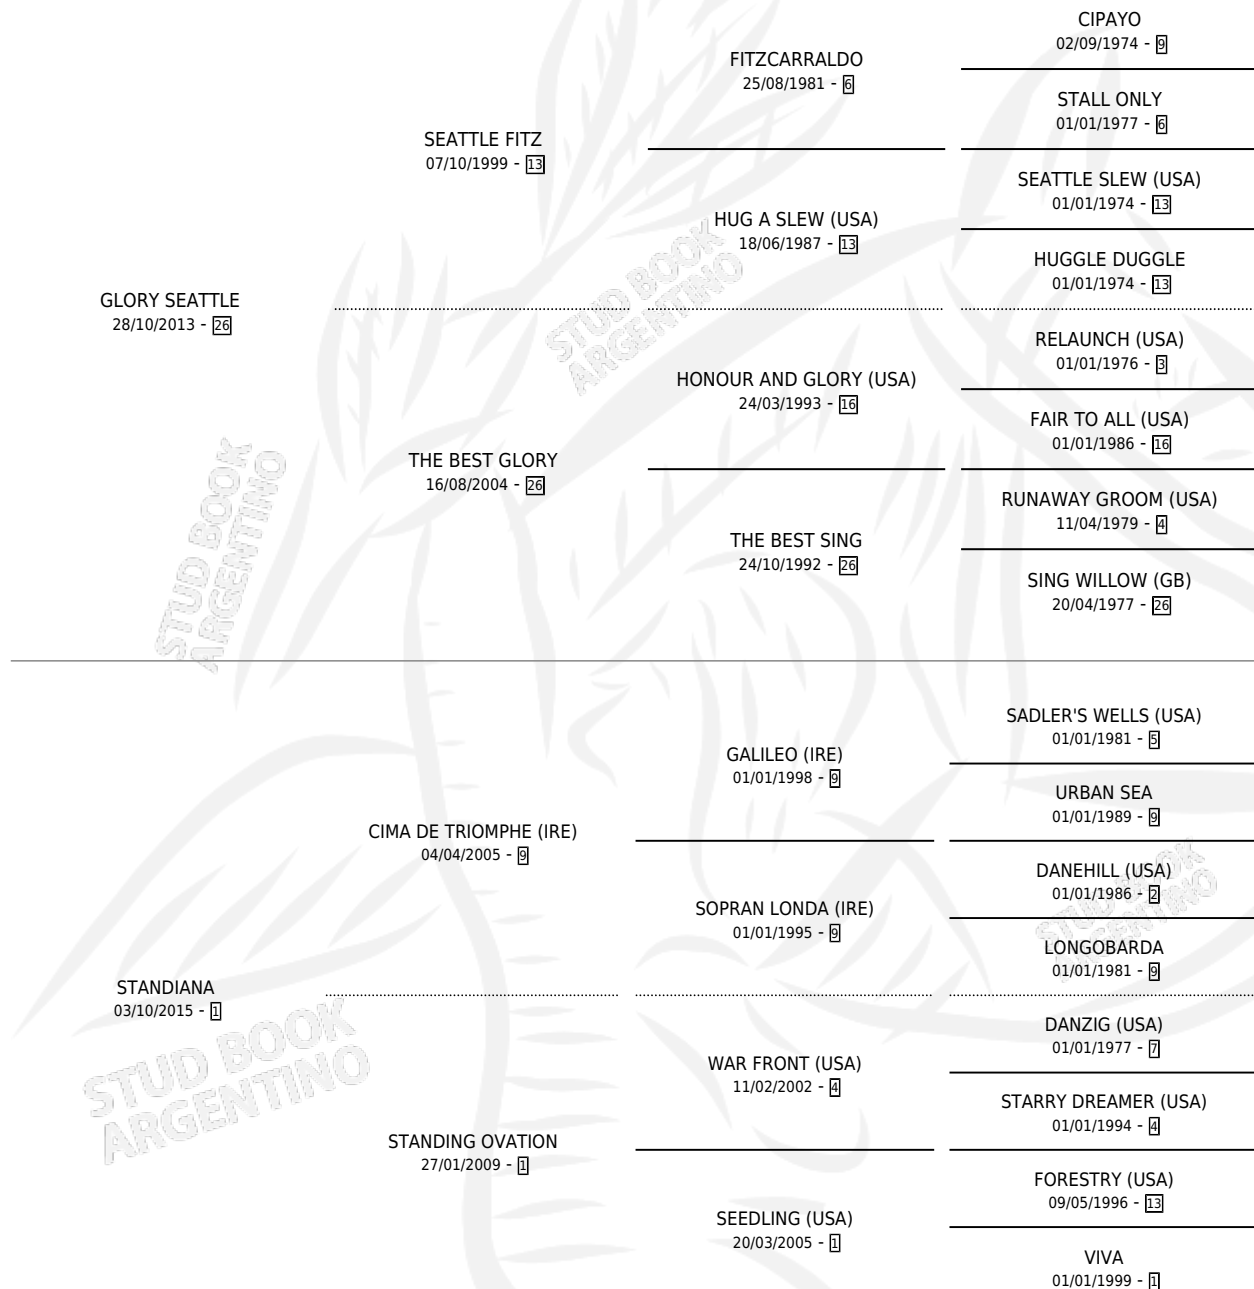 CIPAYO
02/09/1974 - 9
FITZCARRALDO
25/08/1981 - 6
STALL ONLY
01/01/1977 - 6
SEATTLE FITZ
07/10/1999 - 13
SEATTLE SLEW (USA)
01/01/1974 - 13
HUG A SLEW (USA)
18/06/1987 - 13
HUGGLE DUGGLE
01/01/1974 - 13
GLORY SEATTLE
28/10/2013 - 26
RELAUNCH (USA)
01/01/1976 - 3
HONOUR AND GLORY (USA)
24/03/1993 - 16
FAIR TO ALL (USA)
01/01/1986 - 16
THE BEST GLORY
16/08/2004 - 26
RUNAWAY GROOM (USA)
11/04/1979 - 4
THE BEST SING
24/10/1992 - 26
SING WILLOW (GB)
20/04/1977 - 26
SADLER'S WELLS (USA)
01/01/1981 - 5
GALILEO (IRE)
01/01/1998 - 9
URBAN SEA
01/01/1989 - 9
CIMA DE TRIOMPHE (IRE)
04/04/2005 - 9
DANEHILL (USA)
01/01/1986 - 2
SOPRAN LONDA (IRE)
01/01/1995 - 9
LONGOBARDA
01/01/1981 - 9
STANDIANA
03/10/2015 - 1
DANZIG (USA)
01/01/1977 - 7
WAR FRONT (USA)
11/02/2002 - 4
STARRY DREAMER (USA)
01/01/1994 - 4
STANDING OVATION
27/01/2009 - 1
FORESTRY (USA)
09/05/1996 - 13
SEEDLING (USA)
20/03/2005 - 1
VIVA
01/01/1999 - 1
STUD BOOK
ARGENTINO
STUD BOOK
ARGENTINO
STUD BOOK
ARGENTINO
STUD BOOK
ARGENTINO